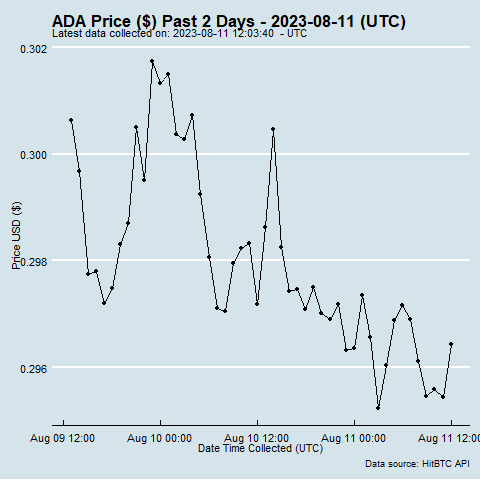 ADA Price ($) Past 2 Days - 2023-08-11 (UTC)
Latest data collected on: 2023-08-11 12:03:40  - UTC
0.302
0.300
0.298
0.296
Price USD ($)
Aug 09 12:00
Aug 10 00:00
Aug 10 12:00
Aug 11 00:00
Aug 11 12:00
Date Time Collected (UTC)
Data source: HitBTC API